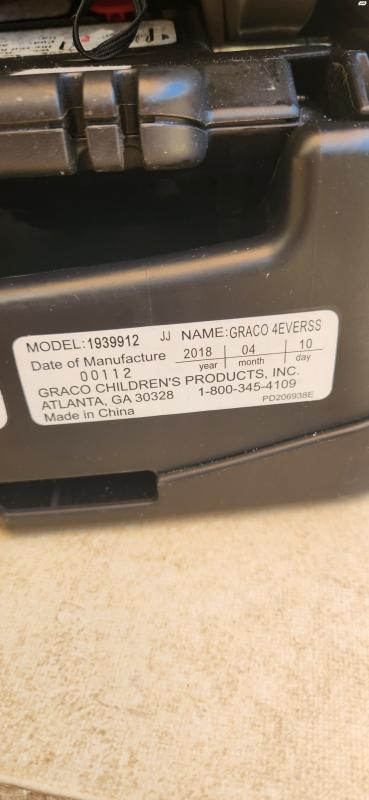 MODEL:1939912 JJ NAME:GRACO 4EVERSS
Date of Manufacture 2018 04 10
00112 year month day
GRACO CHILDREN'S PRODUCTS, INC.
ATLANTA, GA 30328 1-800-345-4109
Made in China PD206938E